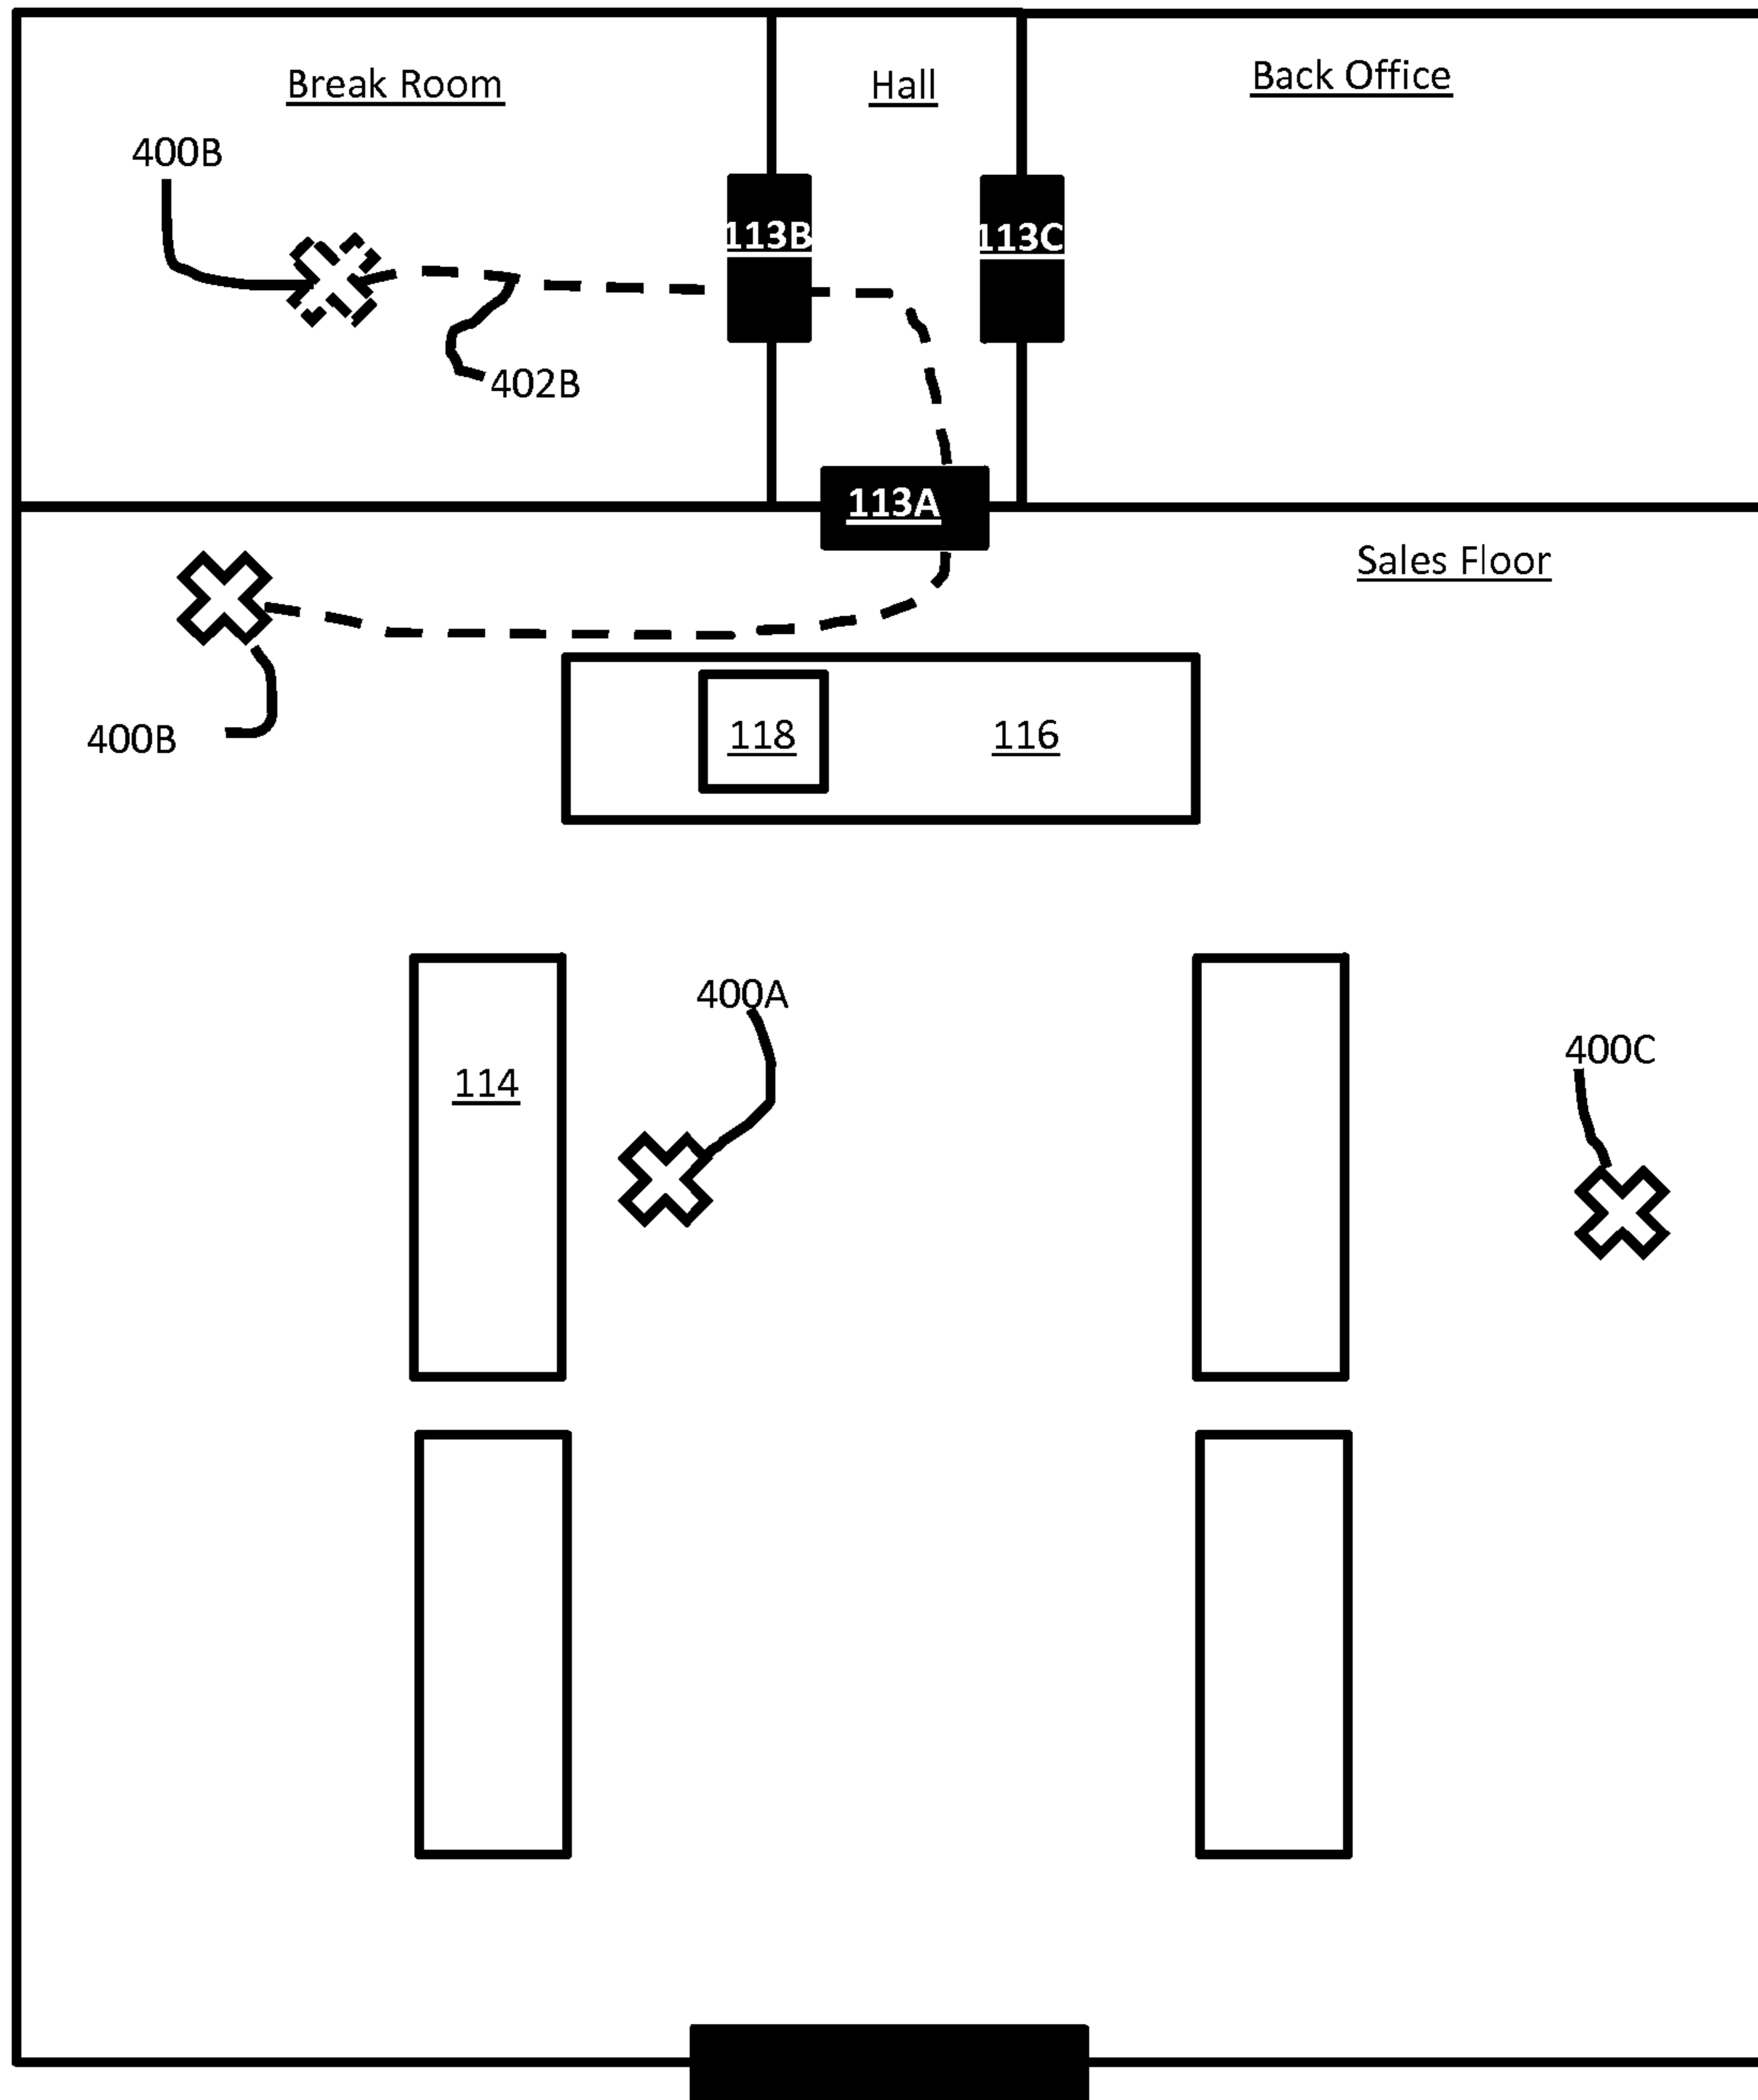 Break Room
Hall
Back Office
400B
113B
113C
402B
113A
Sales Floor
400B
118
116
400A
400C
114